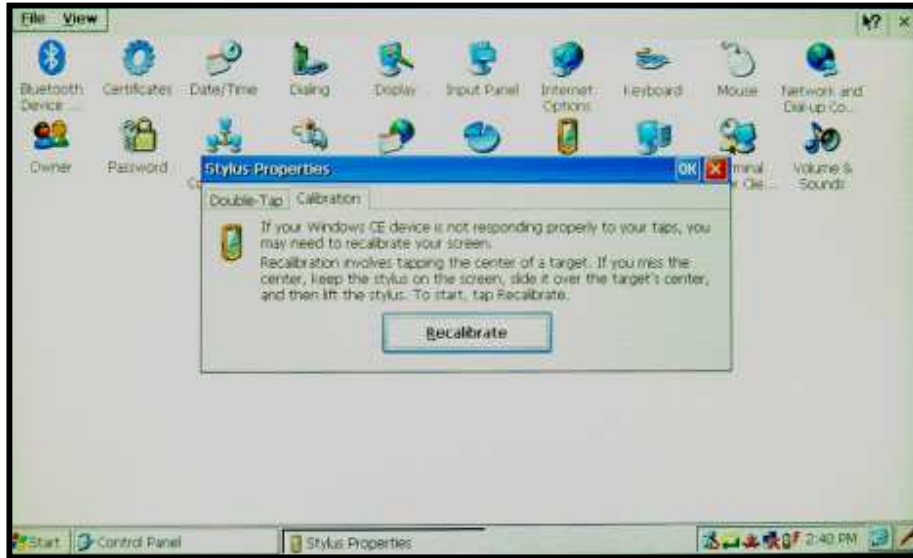 File View
?
×
Bluetooth Device ...
Certificates
Date/Time
Dialing
Display
Input Panel
Internet Options
Keyboard
Mouse
Network and Dial-up Co...
Owner
Password
Volume & Sounds
Stylus Properties
OK
×
Double-Tap Calibration
If your Windows CE device is not responding properly to your taps, you
may need to recalibrate your screen.
Recalibration involves tapping the center of a target. If you miss the
center, keep the stylus on the screen, slide it over the target's center,
and then lift the stylus. To start, tap Recalibrate.
Recalibrate
Start
Control Panel
Stylus Properties
2:40 PM